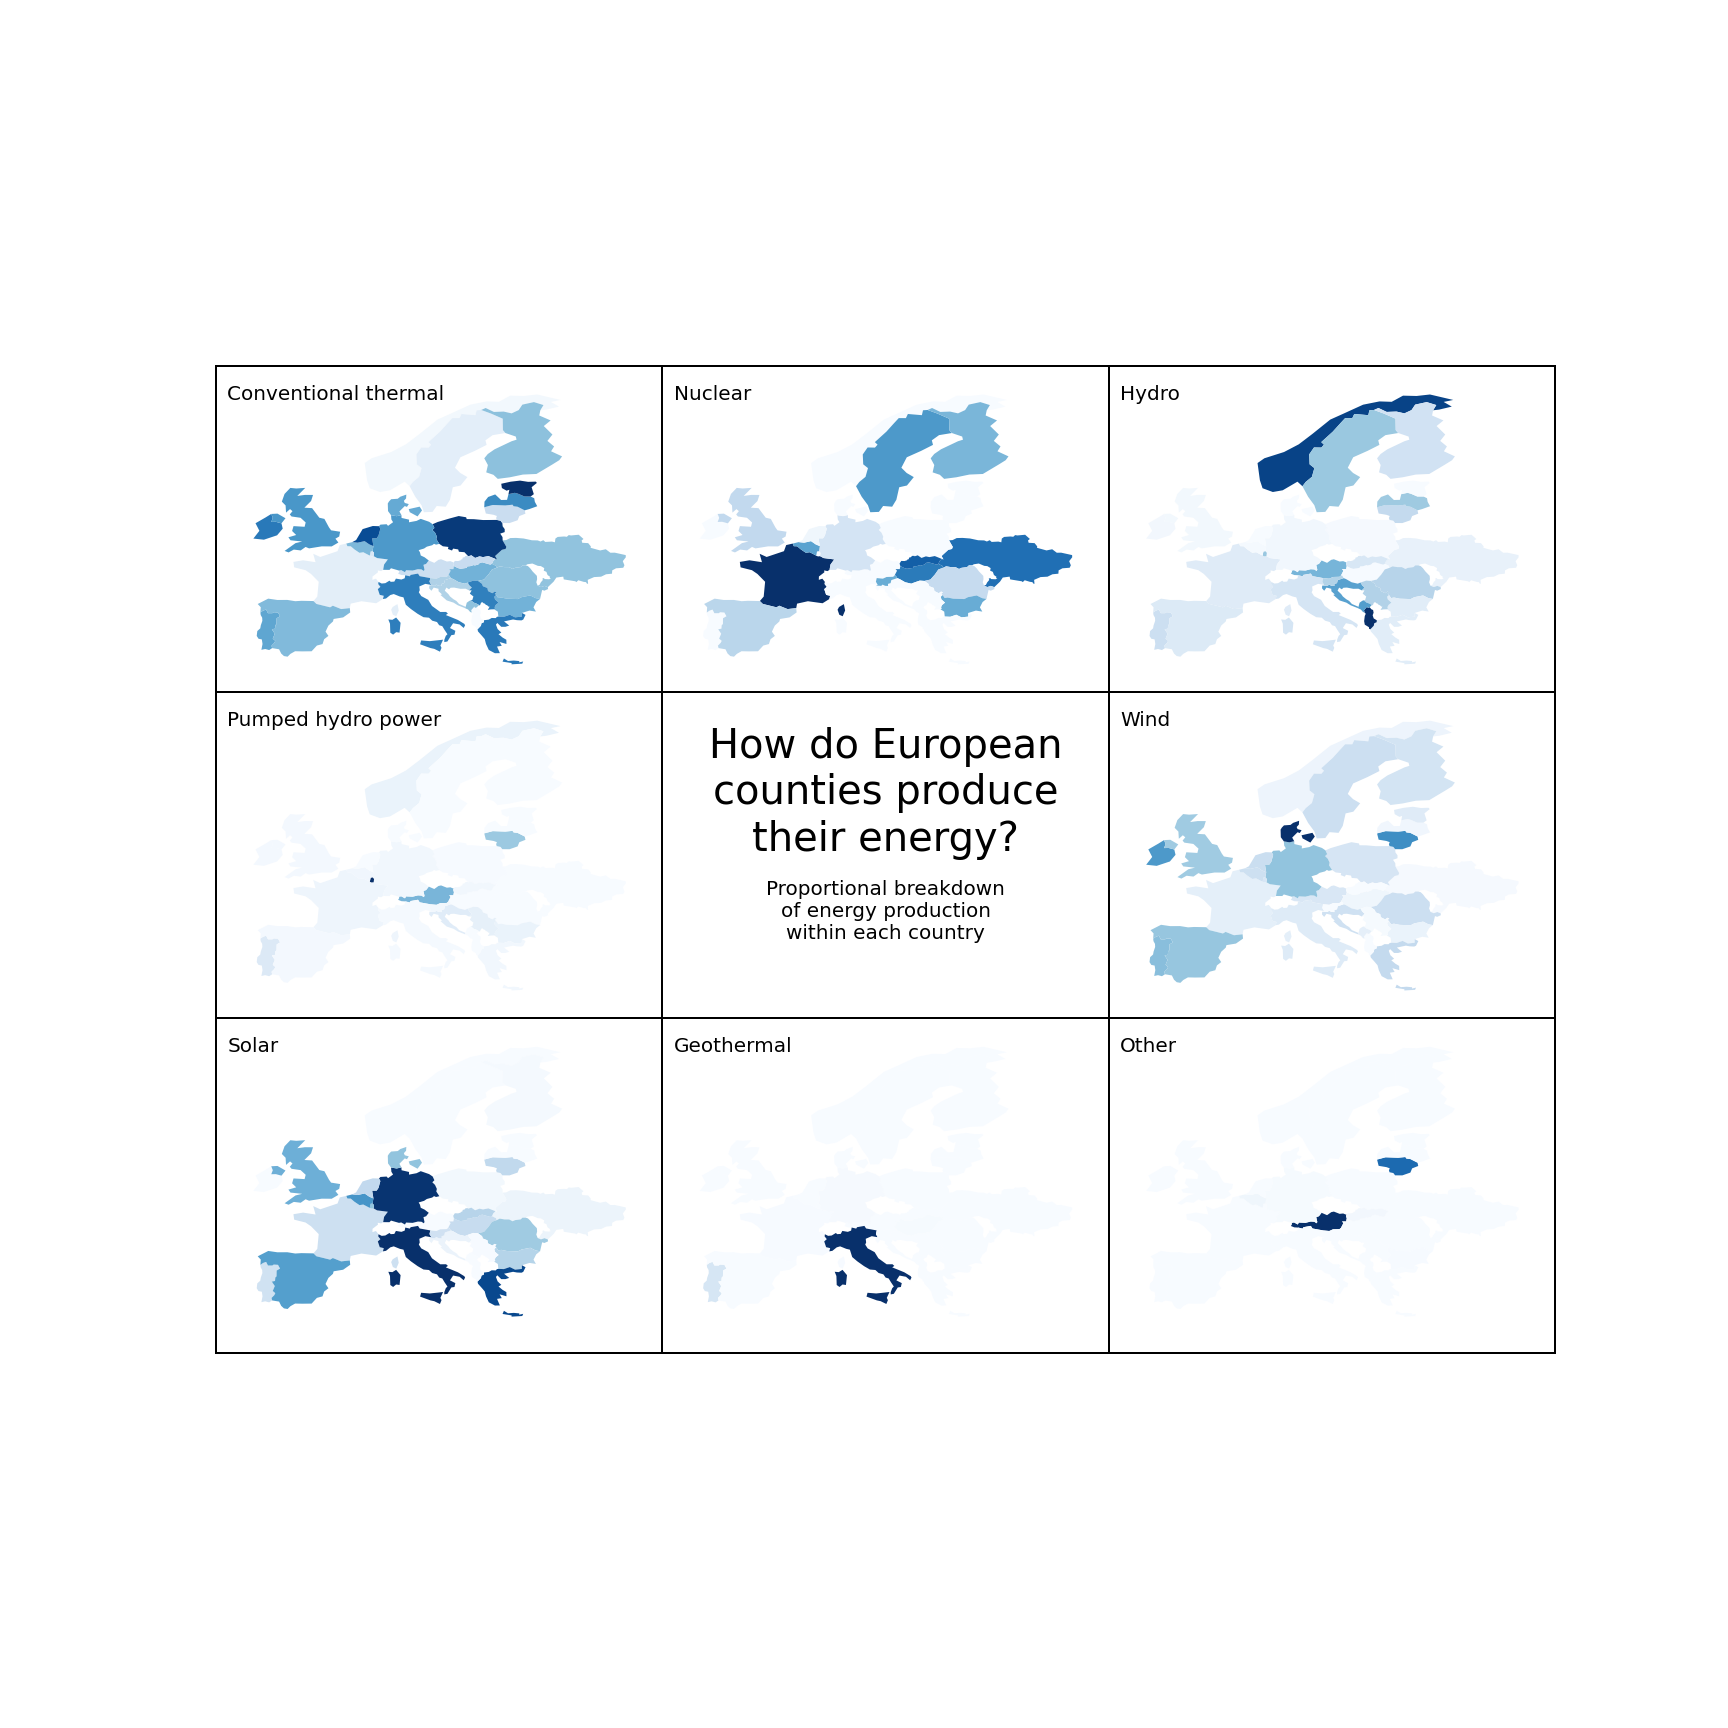 Conventional thermal
Nuclear
Hydro
Pumped hydro power
How do European
counties produce
their energy?
Proportional breakdown
of energy production
within each country
Wind
Solar
Geothermal
Other